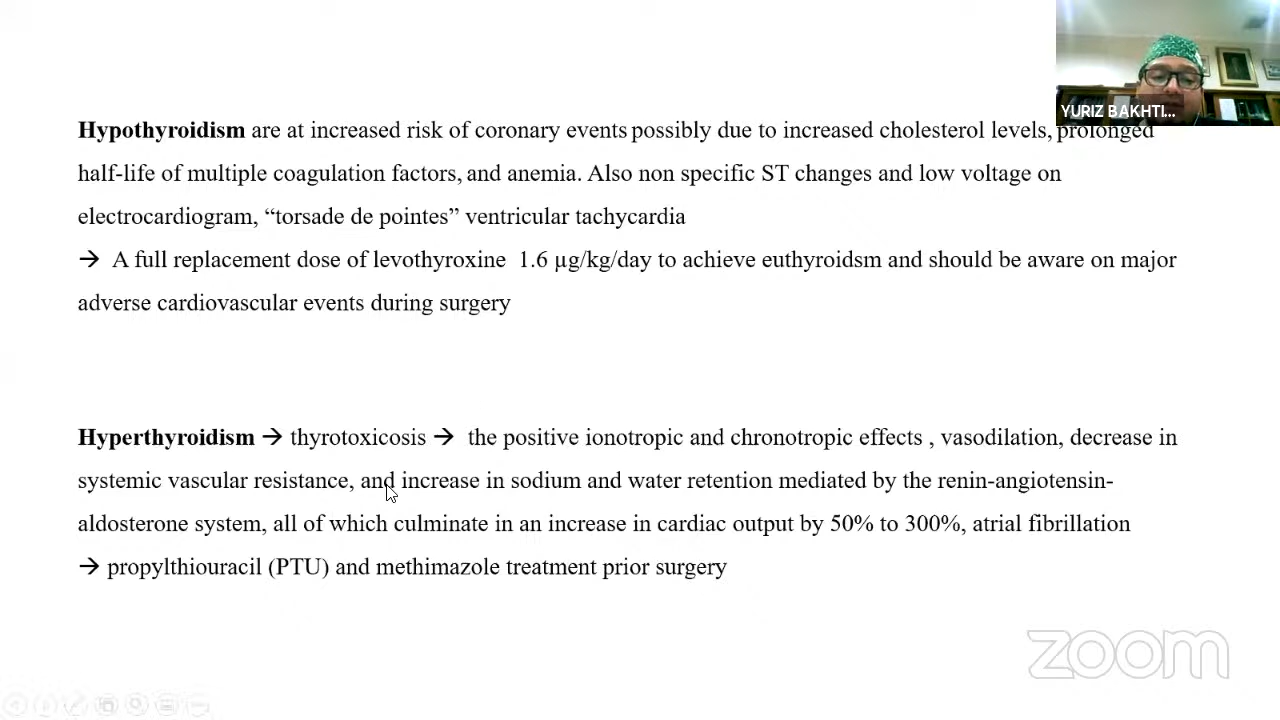 YURIZ BAKHTI...
Hypothyroidism are at increased risk of coronary events possibly due to increased cholesterol levels, prolonged
half-life of multiple coagulation factors, and anemia. Also non specific ST changes and low voltage on
electrocardiogram, “torsade de pointes” ventricular tachycardia
→ A full replacement dose of levothyroxine 1.6 µg/kg/day to achieve euthyroidsm and should be aware on major
adverse cardiovascular events during surgery
Hyperthyroidism → thyrotoxicosis → the positive ionotropic and chronotropic effects , vasodilation, decrease in
systemic vascular resistance, and increase in sodium and water retention mediated by the renin-angiotensin-
aldosterone system, all of which culminate in an increase in cardiac output by 50% to 300%, atrial fibrillation
→ propylthiouracil (PTU) and methimazole treatment prior surgery
zoom